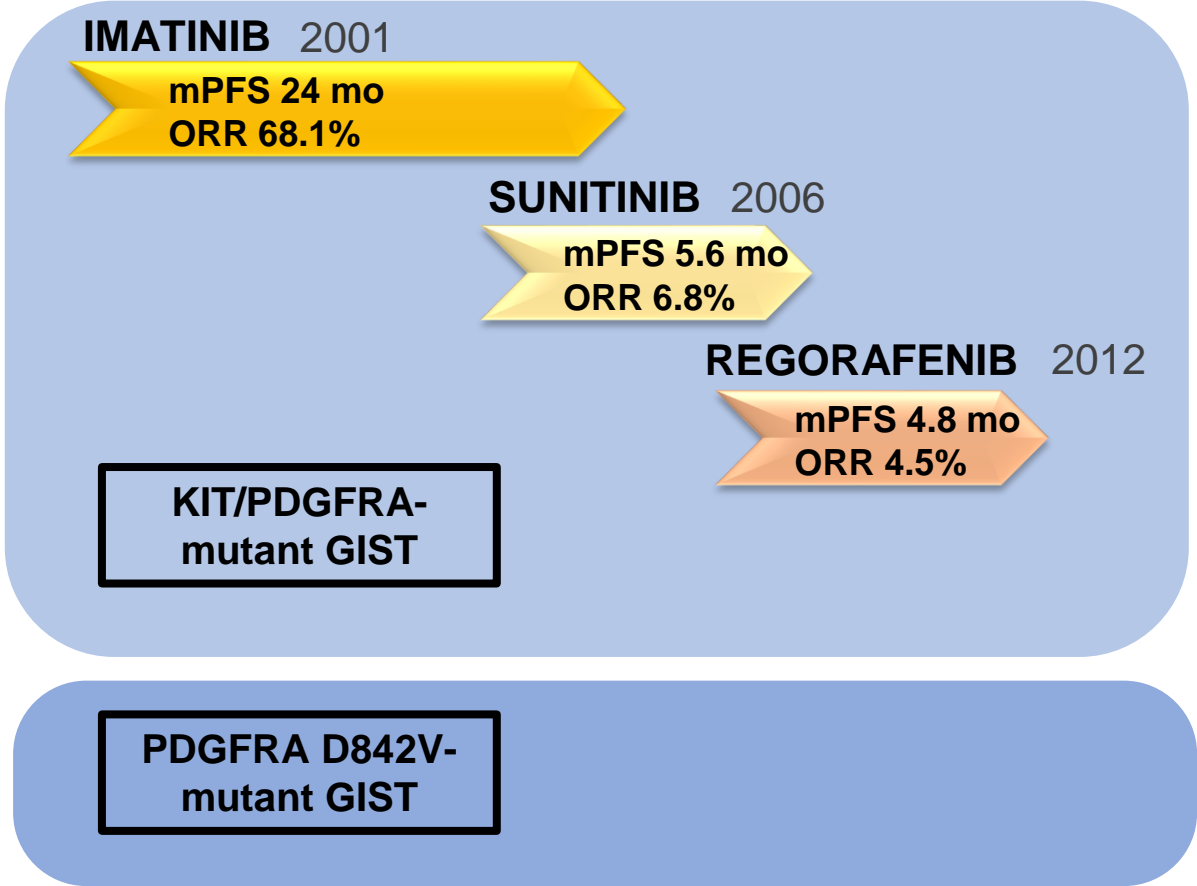 IMATINIB 2001
mPFS 24 mo
ORR 68.1%
SUNITINIB 2006
mPFS 5.6 mo
ORR 6.8%
REGORAFENIB 2012
mPFS 4.8 mo
ORR 4.5%
KIT/PDGFRA-
mutant GIST
PDGFRA D842V-
mutant GIST